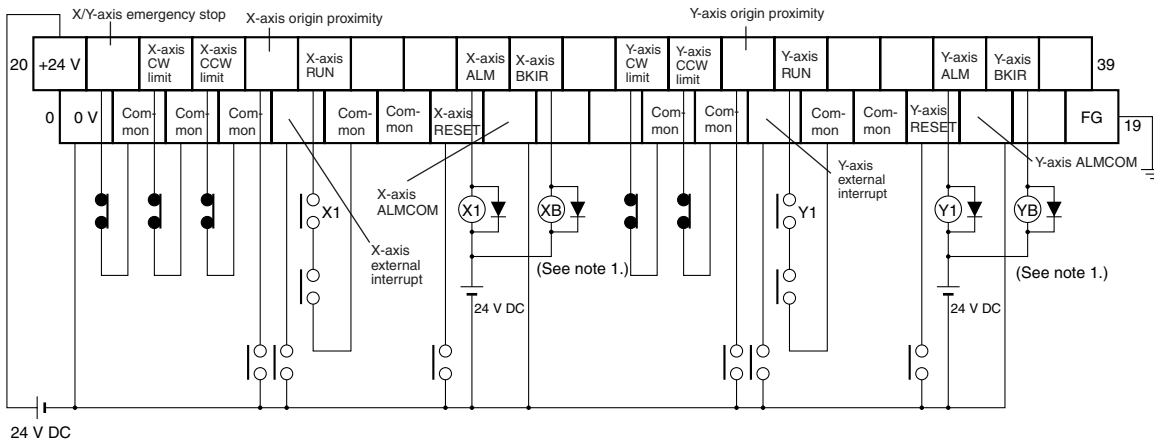 X/Y-axis emergency stop
X-axis origin proximity
Y-axis origin proximity
20
+24 V
X-axis
CW
limit
X-axis
CCW
limit
X-axis
RUN
X-axis
ALM
X-axis
BKIR
Y-axis
CW
limit
Y-axis
CCW
limit
Y-axis
RUN
Y-axis
ALM
Y-axis
BKIR
39
0
0 V
Com-
mon
Com-
mon
Com-
mon
Com-
mon
Com-
mon
X-axis
RESET
Com-
mon
Com-
mon
Com-
mon
Com-
mon
Y-axis
RESET
FG
19
X-axis
ALMCOM
Y-axis
external
interrupt
Y-axis ALMCOM
X1
X1
XB
Y1
Y1
YB
X-axis
external
interrupt
(See note 1.)
(See note 1.)
24 V DC
24 V DC
24 V DC